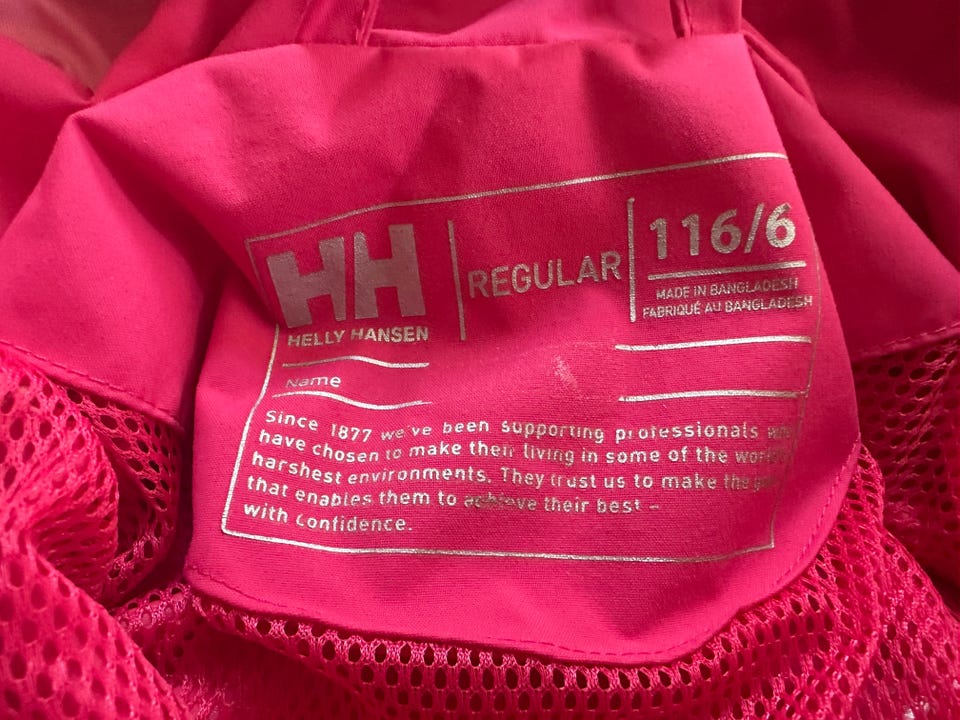 HH
HELLY HANSEN
REGULAR
116/6
MADE IN BANGLADESH
FABRIQUÉ AU BANGLADESH
Name
Since 1877 we've been supporting professionals
have chosen to make their living in some of the
harshest environments. They trust us to make the
that enables them to achieve their best –
with confidence.